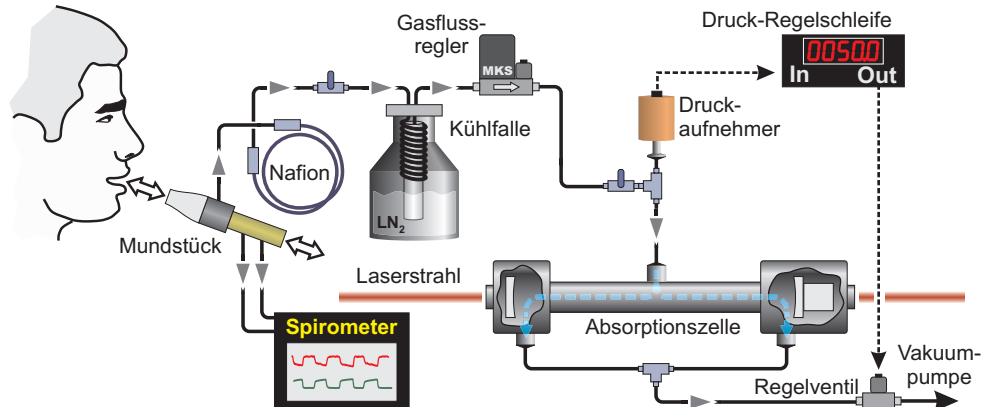 Gasfluss-
regler
Druck-Regelschleife
0050.0
In Out
MKS
Druck-
aufnehmer
Kühlfalle
Nafion
LN2
Mundstück
Laserstrahl
Absorptionszelle
Spirometer
Vakuum-
pumpe
Regelventil